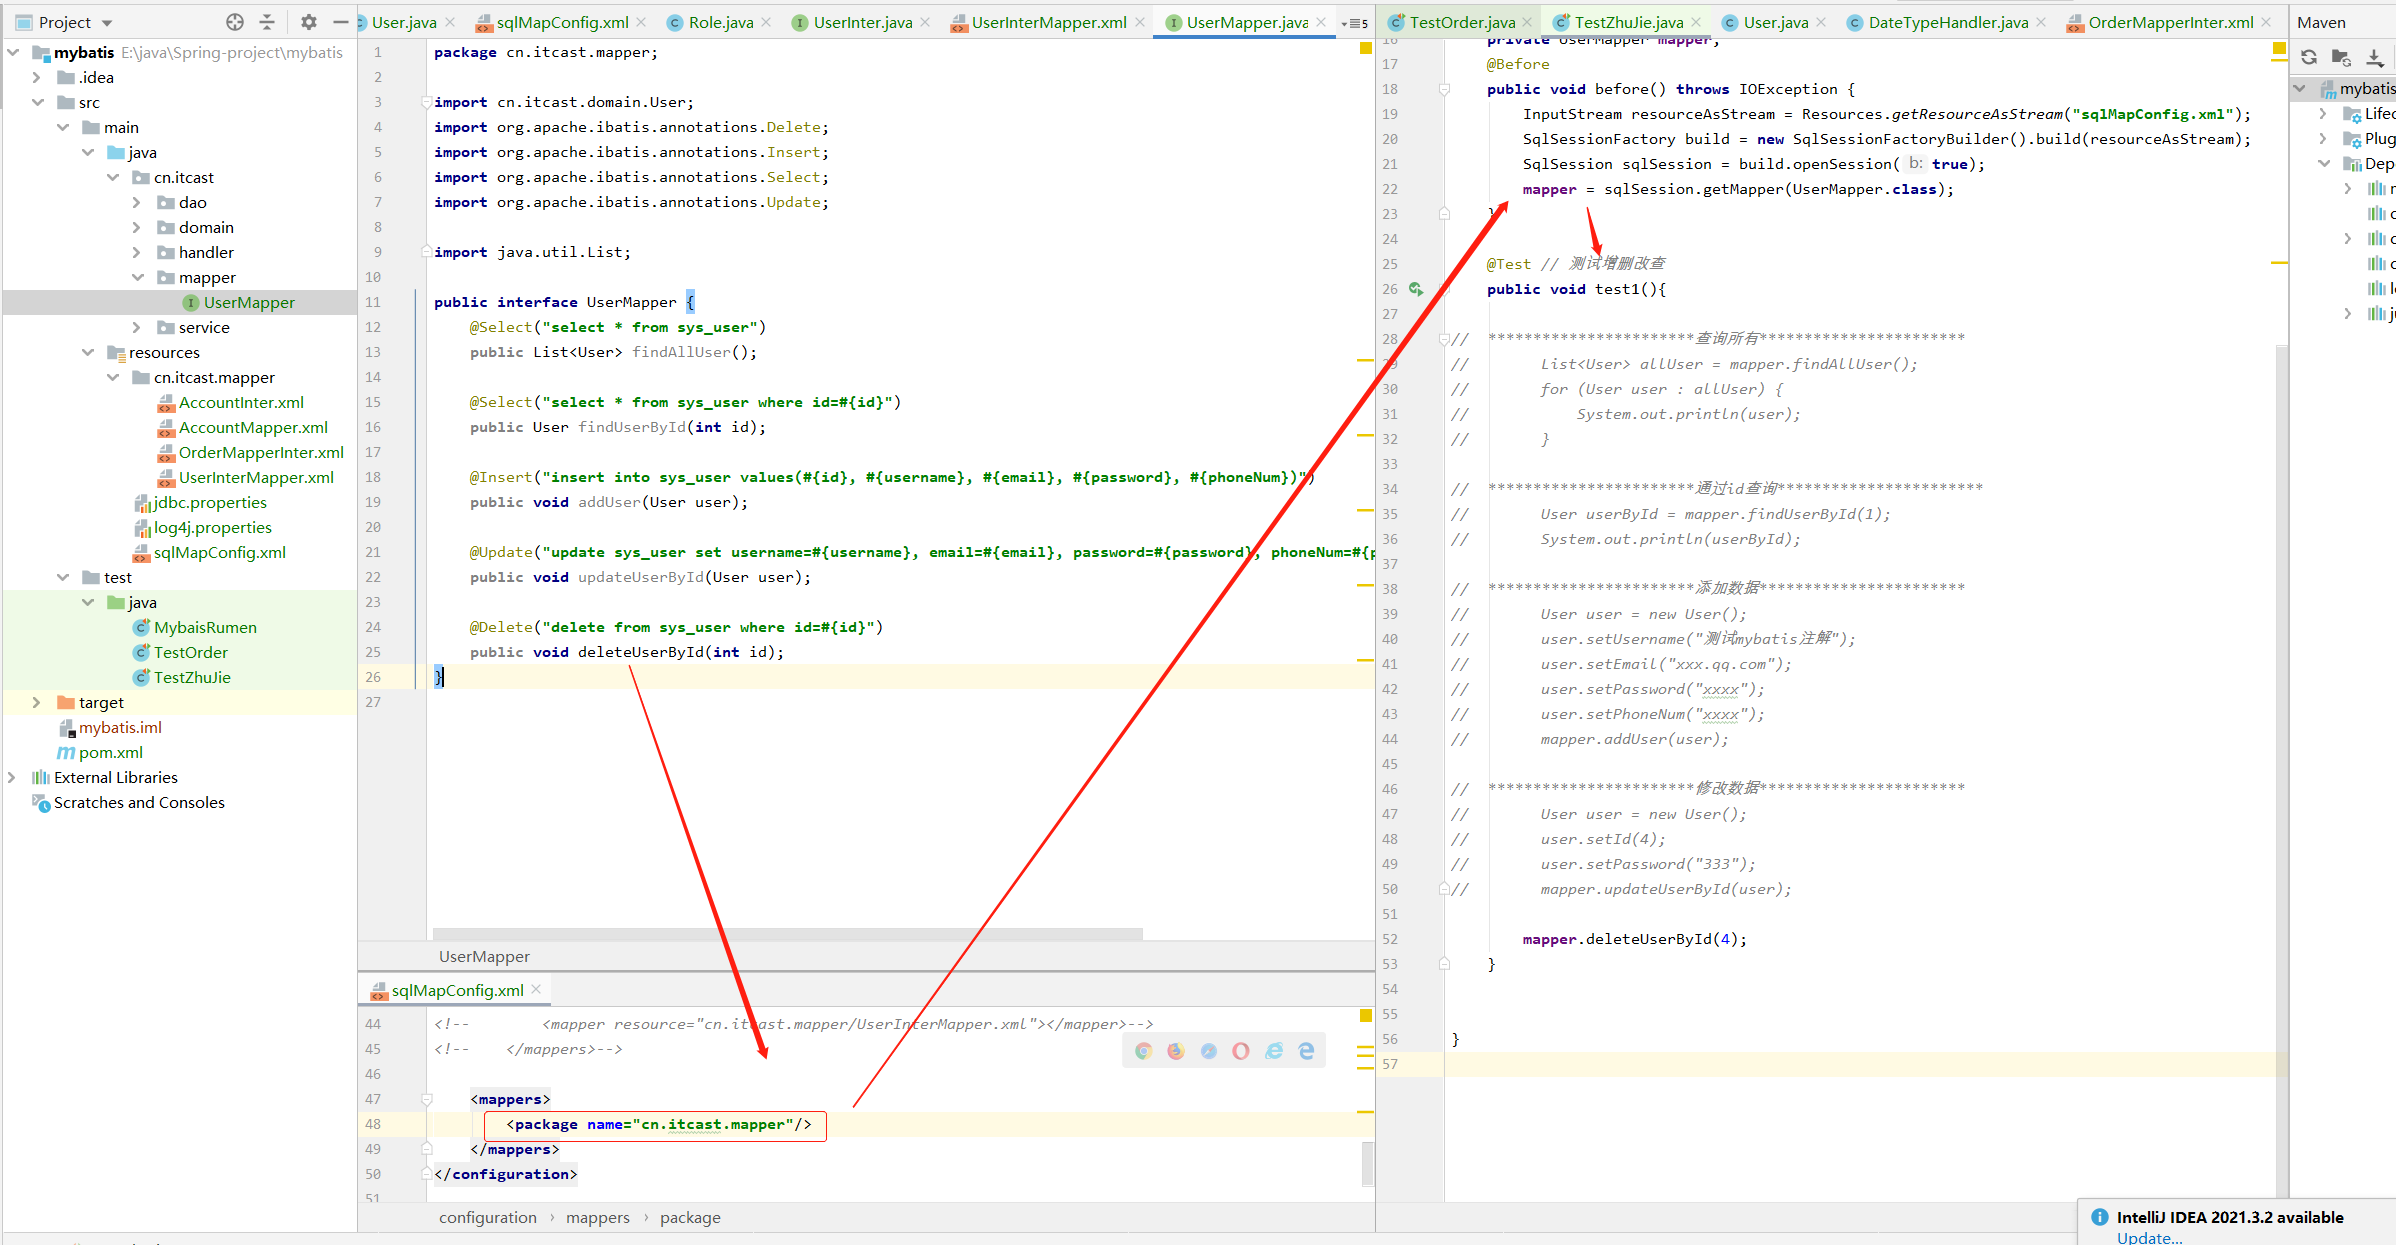 Project
mybatis E:\java\Spring-project\mybatis
.idea
src
main
java
cn.itcast
dao
domain
handler
mapper
UserMapper
service
resources
cn.itcast.mapper
AccountInter.xml
AccountMapper.xml
OrderMapperInter.xml
UserInterMapper.xml
jdbc.properties
log4j.properties
sqlMapConfig.xml
test
java
MybaisRumen
TestOrder
TestZhuJie
target
mybatis.iml
pom.xml
External Libraries
Scratches and Consoles
User.java sqlMapConfig.xml Role.java UserInter.java UserInterMapper.xml UserMapper.java 5
1 package cn.itcast.mapper;
2
3 import cn.itcast.domain.User;
4 import org.apache.ibatis.annotations.Delete;
5 import org.apache.ibatis.annotations.Insert;
6 import org.apache.ibatis.annotations.Select;
7 import org.apache.ibatis.annotations.Update;
8
9 import java.util.List;
10
11 public interface UserMapper {
12 @Select("select * from sys_user")
13 public List<User> findAllUser();
14
15 @Select("select * from sys_user where id=#{id}")
16 public User findUserById(int id);
17
18 @Insert("insert into sys_user values(#{id}, #{username}, #{email}, #{password}, #{phoneNum})")
19 public void addUser(User user);
20
21 @Update("update sys_user set username=#{username}, email=#{email}, password=#{password}, phoneNum=#{p
22 public void updateUserById(User user);
23
24 @Delete("delete from sys_user where id=#{id}")
25 public void deleteUserById(int id);
26 }
27
UserMapper
sqlMapConfig.xml
44 <!-- <mapper resource="cn.itcast.mapper/UserInterMapper.xml"></mapper>-->
45 <!-- </mappers>-->
46
47 <mappers>
48 <package name="cn.itcast.mapper"/>
49 </mappers>
50 </configuration>
51
configuration › mappers › package
TestOrder.java TestZhuJie.java User.java DateTypeHandler.java OrderMapperInter.xml
16 private UserMapper mapper;
17 @Before
18 public void before() throws IOException {
19 InputStream resourceAsStream = Resources.getResourceAsStream("sqlMapConfig.xml");
20 SqlSessionFactory build = new SqlSessionFactoryBuilder().build(resourceAsStream);
21 SqlSession sqlSession = build.openSession( b: true);
22 mapper = sqlSession.getMapper(UserMapper.class);
23 }
24
25 @Test // 测试增删改查
26 public void test1(){
27
28 // ***********************查询所有***********************
29 // List<User> allUser = mapper.findAllUser();
30 // for (User user : allUser) {
31 // System.out.println(user);
32 // }
33
34 // ***********************通过id查询***********************
35 // User userById = mapper.findUserById(1);
36 // System.out.println(userById);
37
38 // ***********************添加数据***********************
39 // User user = new User();
40 // user.setUsername("测试mybatis注解");
41 // user.setEmail("xxx.qq.com");
42 // user.setPassword("xxxx");
43 // user.setPhoneNum("xxxx");
44 // mapper.addUser(user);
45
46 // ***********************修改数据***********************
47 // User user = new User();
48 // user.setId(4);
49 // user.setPassword("333");
50 // mapper.updateUserById(user);
51
52 mapper.deleteUserById(4);
53 }
54
55
56 }
57
Maven
mybatis
Lifec
Plug
Dep
IntelliJ IDEA 2021.3.2 available
Update...